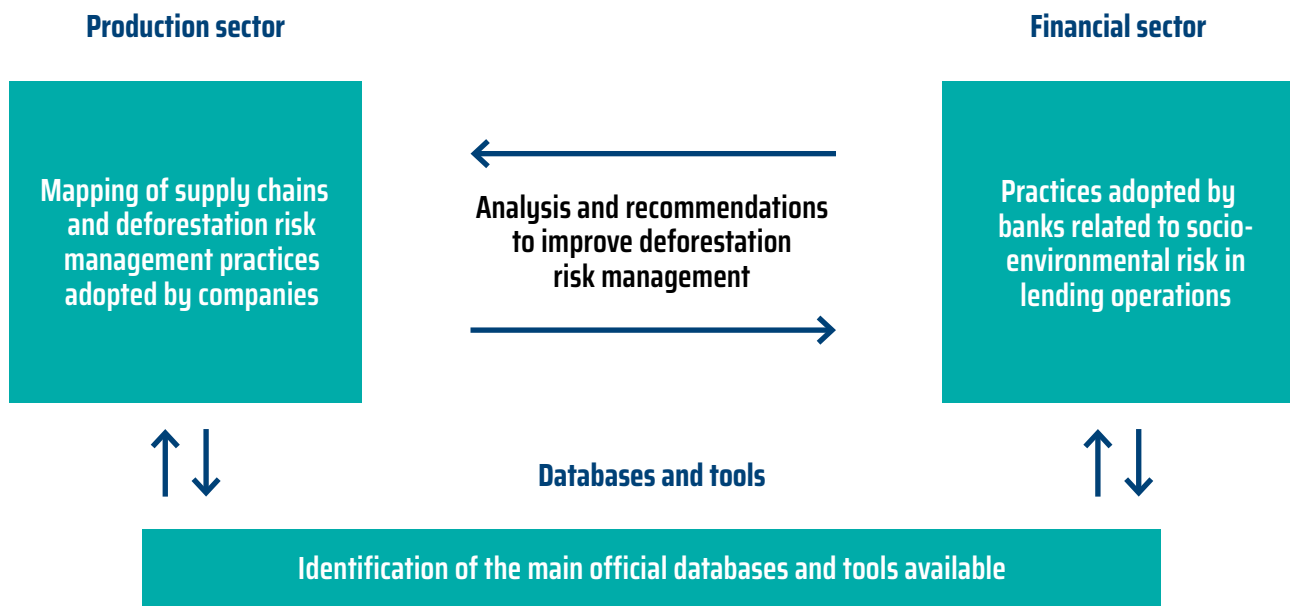 Production sector
Financial sector
Mapping of supply chains
and deforestation risk
management practices
adopted by companies
Analysis and recommendations
to improve deforestation
risk management
Practices adopted by
banks related to socio-
environmental risk in
lending operations
Databases and tools
Identification of the main official databases and tools available